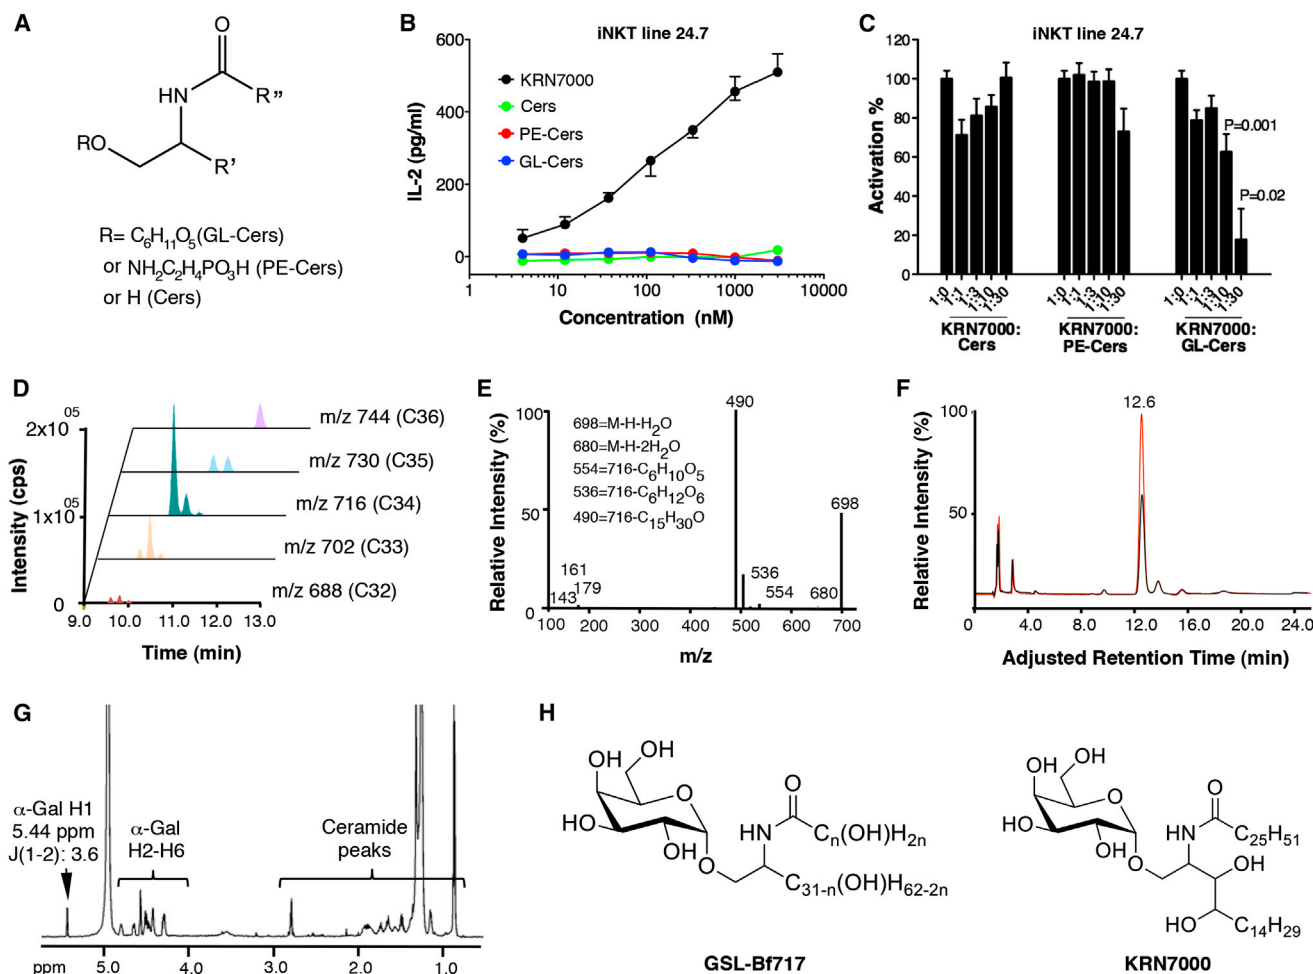 A
O
HN
R”
RO
R’
R= C6H11O5(GL-Cers)
or NH2C2H4PO3H (PE-Cers)
or H (Cers)
B
iNKT line 24.7
IL-2 (pg/ml)
600
400
200
0
KRN7000
Cers
PE-Cers
GL-Cers
1 10 100 1000 10000
Concentration (nM)
C
iNKT line 24.7
Activation %
120
100
80
60
40
20
0
P=0.001
P=0.02
1:0 1:1 1:3 1:10 1:30 1:0 1:1 1:3 1:10 1:30 1:0 1:1 1:3 1:10 1:30
KRN7000: KRN7000: KRN7000:
Cers PE-Cers GL-Cers
D
Intensity (cps)
2x10 05
1x10 05
0
m/z 744 (C36)
m/z 730 (C35)
m/z 716 (C34)
m/z 702 (C33)
m/z 688 (C32)
9.0 10.0 11.0 12.0 13.0
Time (min)
E
Relative Intensity (%)
100
50
0
490
698=M-H-H2O
680=M-H-2H2O
554=716-C6H10O5
536=716-C6H12O6
490=716-C15H30O
698
161
179
143
536
554
680
100 200 300 400 500 600 700
m/z
F
Relative Intensity (%)
100
50
12.6
0 4.0 8.0 12.0 16.0 20.0 24.0
Adjusted Retention Time (min)
G
α-Gal H1
5.44 ppm
J(1-2): 3.6
α-Gal
H2-H6
Ceramide
peaks
ppm 5.0 4.0 3.0 2.0 1.0
H
OH
OH
O
HO
OH
O
HN
O
Cn(OH)H2n
C31-n(OH)H62-2n
GSL-Bf717
OH
OH
O
HO
OH
O
HN
O
C25H51
OH
HO
C14H29
KRN7000